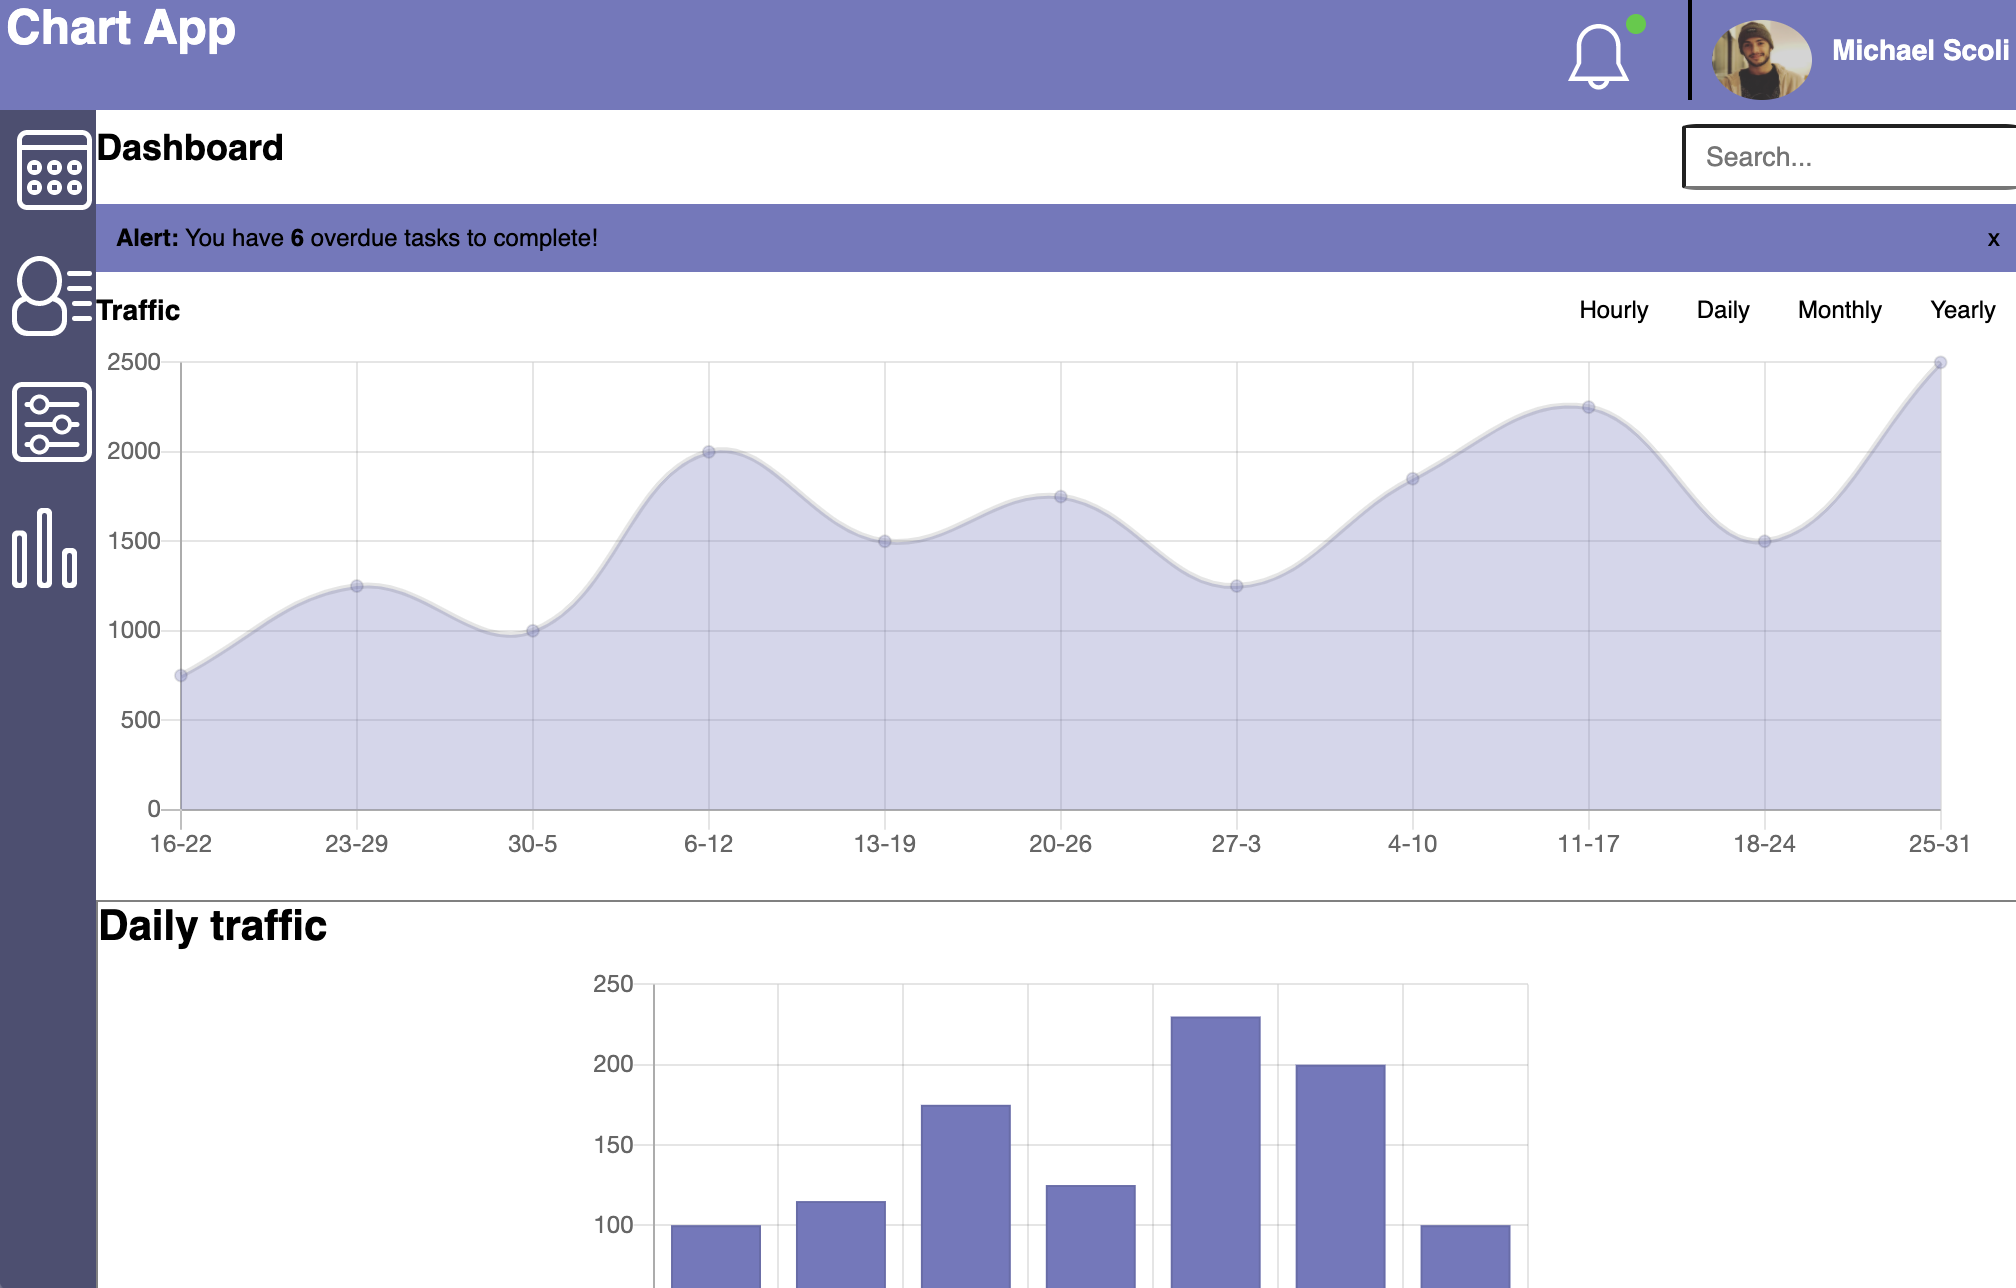 Chart App
Michael Scoli
Dashboard
Search...
Alert: You have 6 overdue tasks to complete!
x
Traffic
Hourly Daily Monthly Yearly
2500
2000
1500
1000
500
0
16-22 23-29 30-5 6-12 13-19 20-26 27-3 4-10 11-17 18-24 25-31
Daily traffic
250
200
150
100